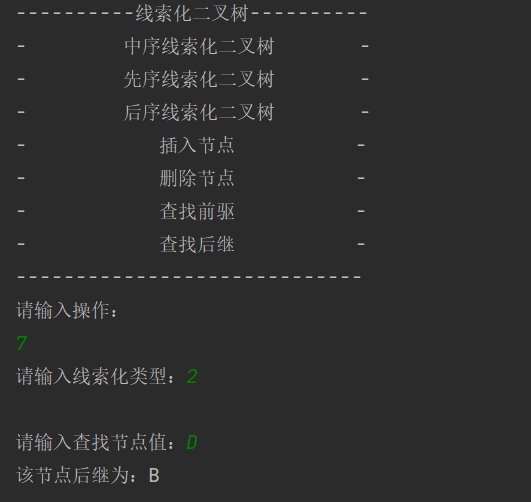 ----------线索化二叉树----------
- 中序线索化二叉树 -
- 先序线索化二叉树 -
- 后序线索化二叉树 -
- 插入节点 -
- 删除节点 -
- 查找前驱 -
- 查找后继 -
-----------------------------
请输入操作：
7
请输入线索化类型：2
请输入查找节点值：D
该节点后继为：B